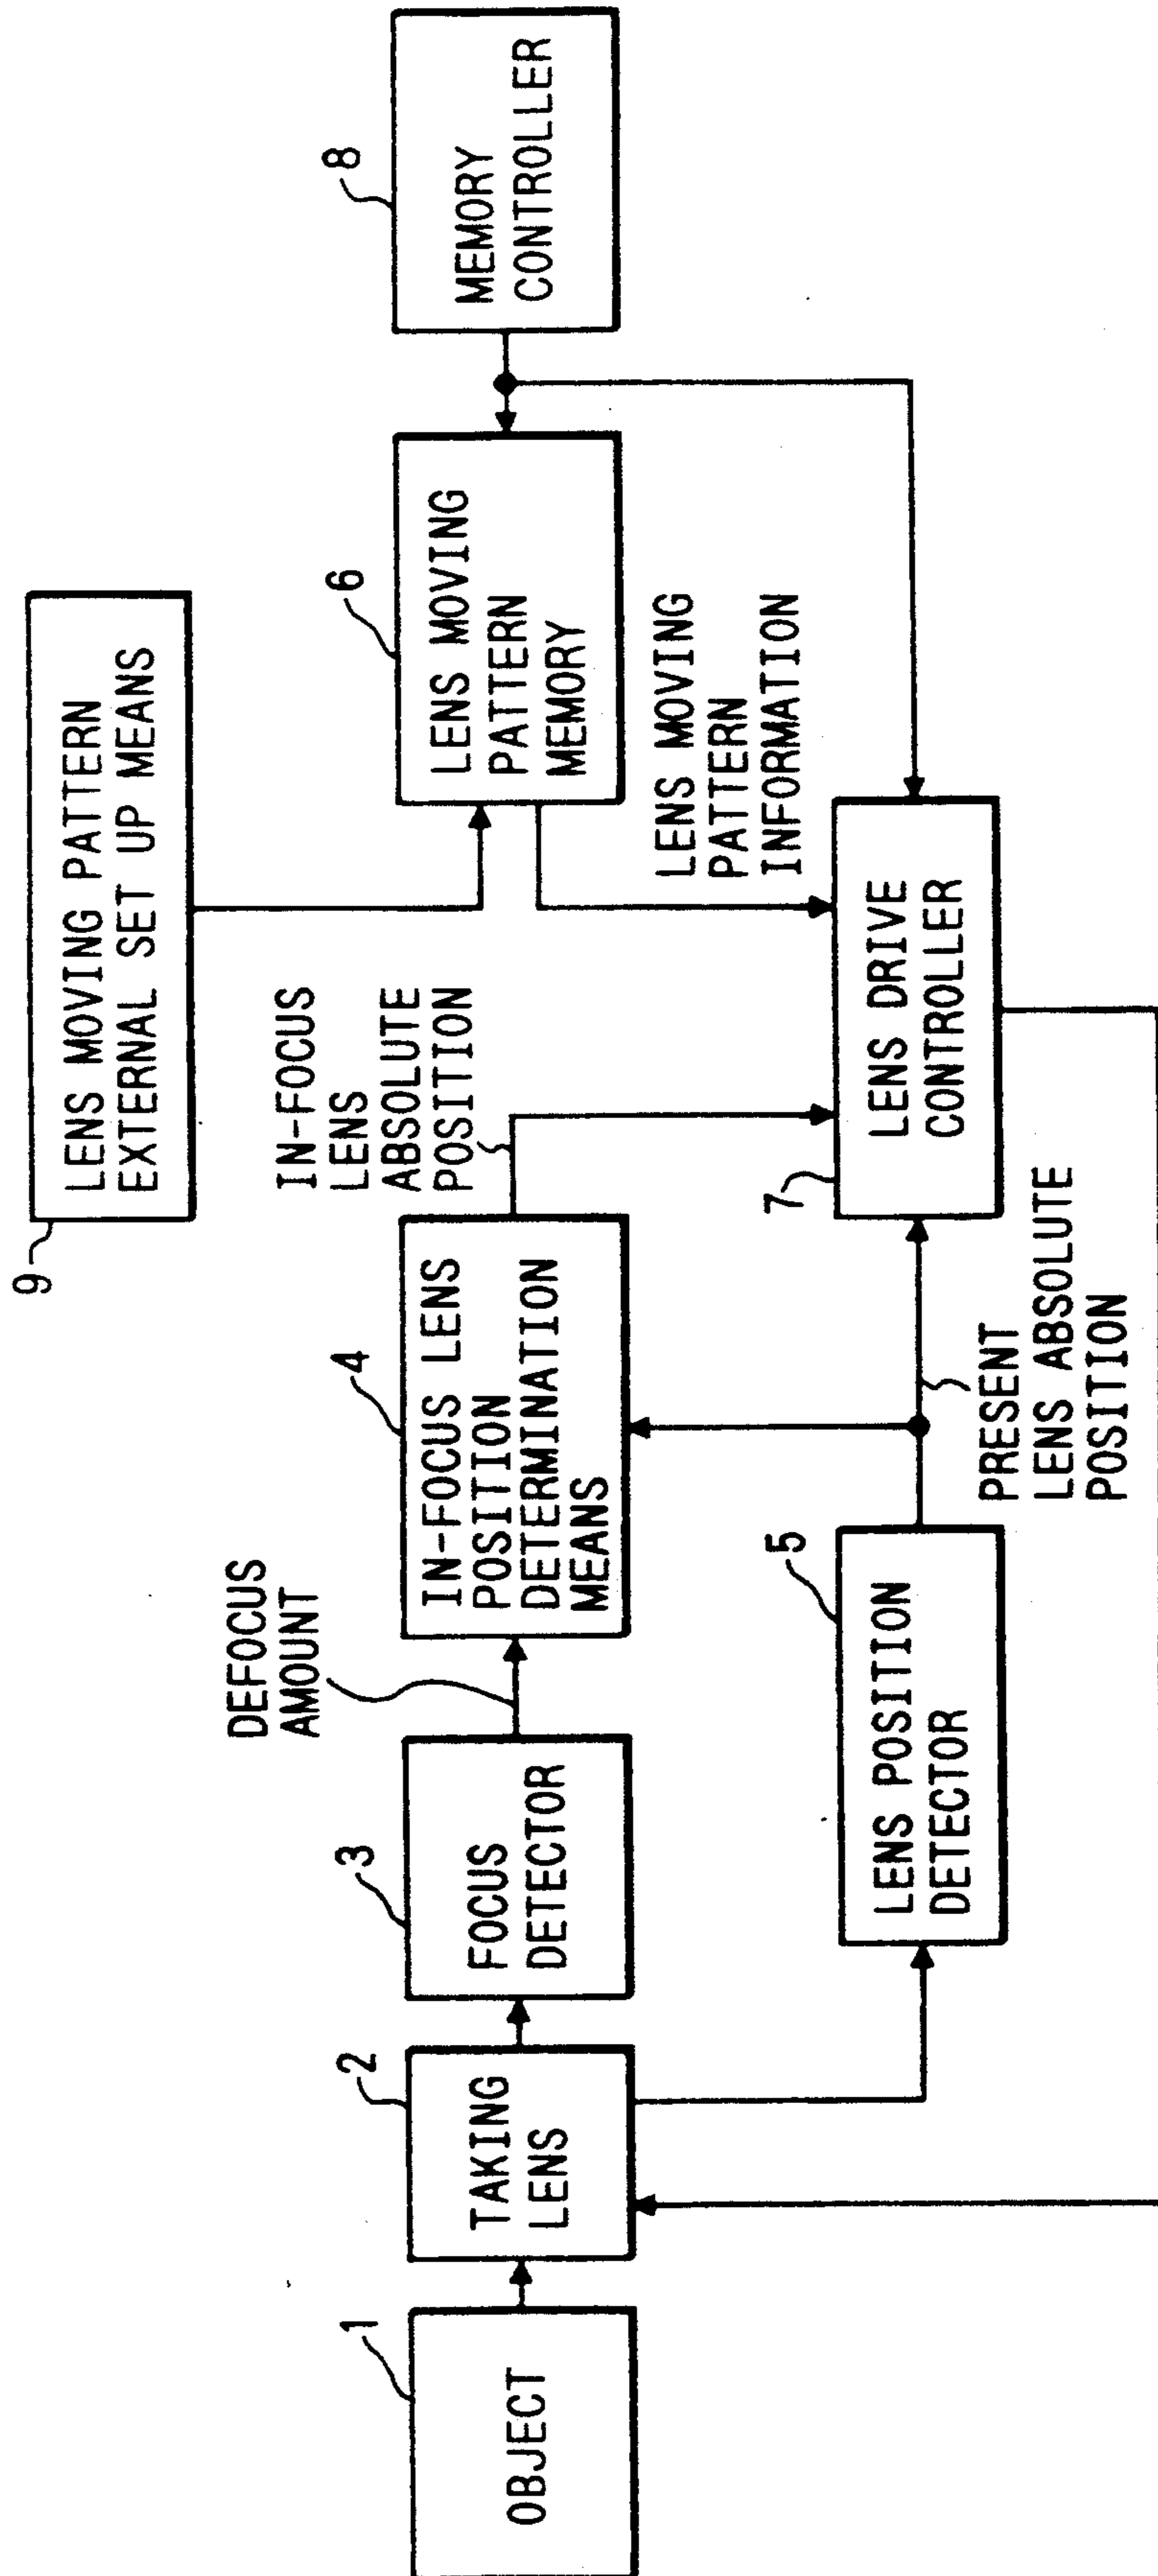 9
LENS MOVING PATTERN
EXTERNAL SET UP MEANS
DEFOCUS
AMOUNT
IN-FOCUS
LENS
ABSOLUTE
POSITION
1
OBJECT
2
TAKING
LENS
3
FOCUS
DETECTOR
4
IN-FOCUS LENS
POSITION
DETERMINATION
MEANS
6
LENS MOVING
PATTERN
MEMORY
8
MEMORY
CONTROLLER
LENS MOVING
PATTERN
INFORMATION
5
LENS POSITION
DETECTOR
7
LENS DRIVE
CONTROLLER
PRESENT
LENS ABSOLUTE
POSITION